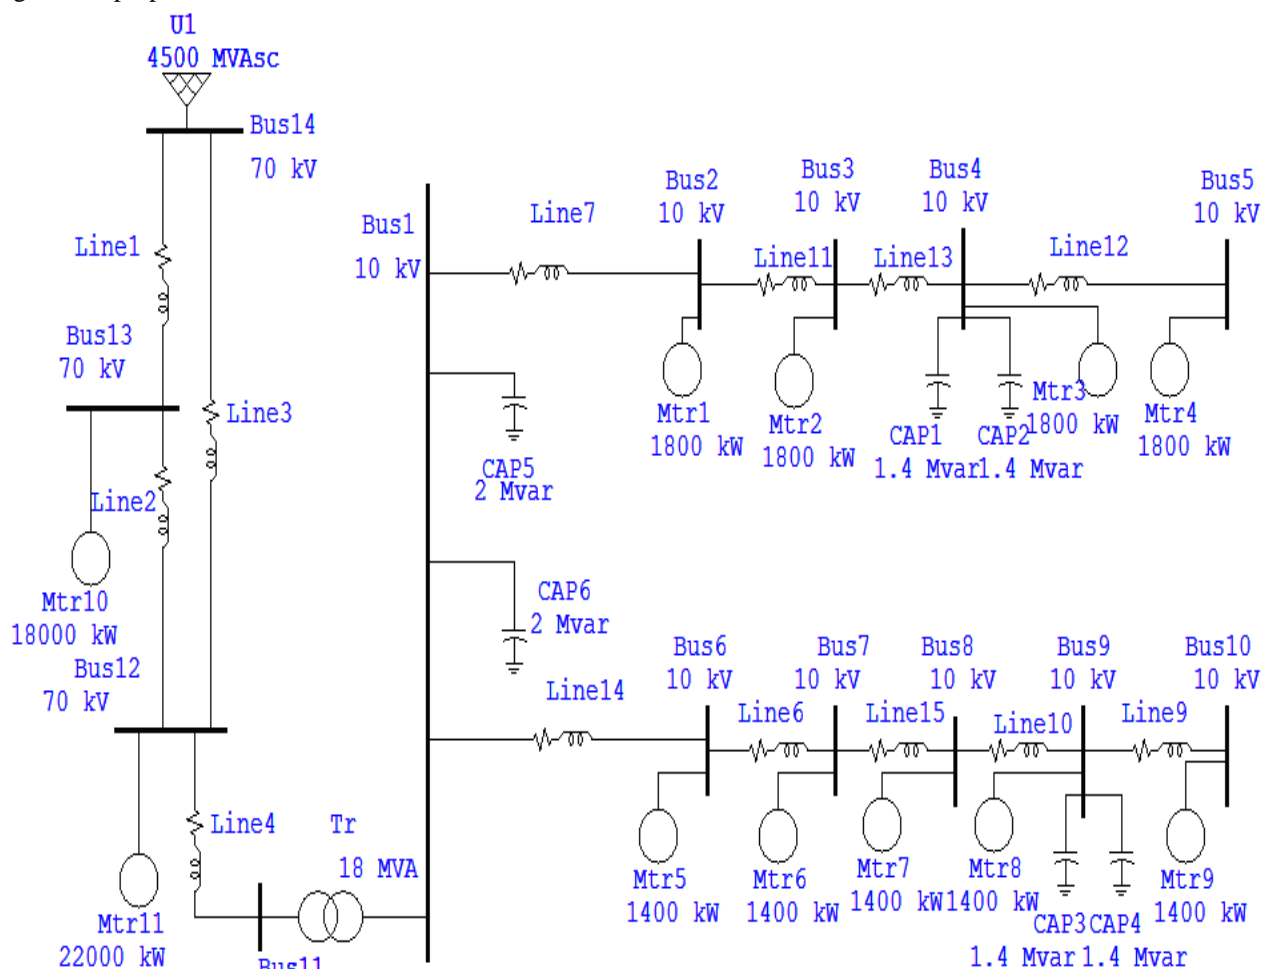 U1
4500 MVAsc
Bus14
70 kV
Line1
Bus13
70 kV
Line3
Line2
Mtr10
18000 kW
Bus12
70 kV
Line4
Mtr11
22000 kW
Bus11
Tr
18 MVA
Bus1
10 kV
Line7
Bus2
10 kV
Line11
Bus3
10 kV
Line13
Bus4
10 kV
Line12
Bus5
10 kV
Mtr1
1800 kW
Mtr2
1800 kW
CAP1
1.4 Mvar
CAP2
1.4 Mvar
Mtr3
1800 kW
Mtr4
1800 kW
CAP5
2 Mvar
CAP6
2 Mvar
Line14
Bus6
10 kV
Line6
Bus7
10 kV
Line15
Bus8
10 kV
Line10
Bus9
10 kV
Line9
Bus10
10 kV
Mtr5
1400 kW
Mtr6
1400 kW
Mtr7
1400 kW
Mtr8
1400 kW
CAP3
1.4 Mvar
CAP4
1.4 Mvar
Mtr9
1400 kW